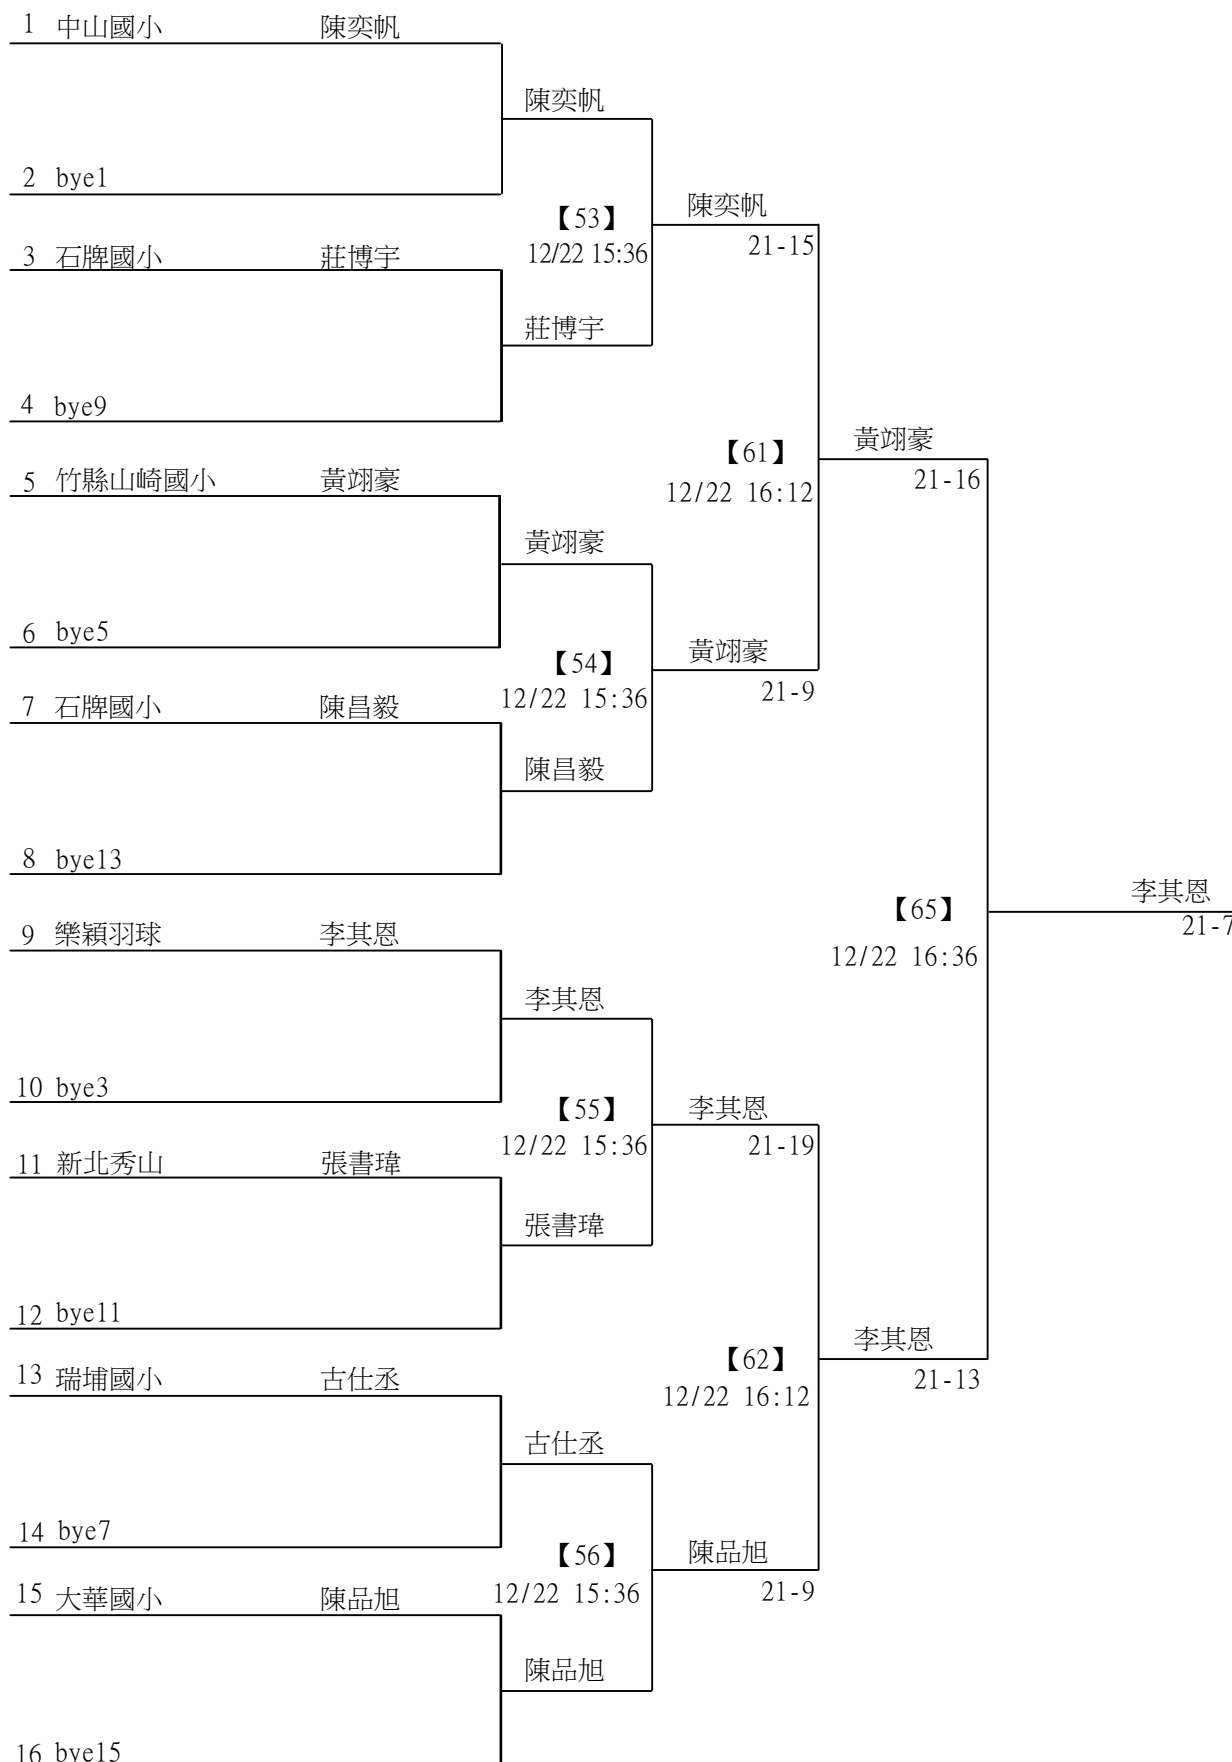 1 中山國小 陳奕帆
陳奕帆
2 bye1
陳奕帆
【53】
12/22 15:36
21-15
3 石牌國小 莊博宇
莊博宇
4 bye9
黃翊豪
【61】
21-16
12/22 16:12
5 竹縣山崎國小 黃翊豪
黃翊豪
6 bye5
黃翊豪
【54】
12/22 15:36
21-9
7 石牌國小 陳昌毅
陳昌毅
8 bye13
李其恩
【65】
21-7
12/22 16:36
9 樂穎羽球 李其恩
李其恩
10 bye3
李其恩
【55】
12/22 15:36
21-19
11 新北秀山 張書瑋
張書瑋
12 bye11
李其恩
【62】
21-13
12/22 16:12
13 瑞埔國小 古仕丞
古仕丞
14 bye7
陳品旭
【56】
12/22 15:36
21-9
15 大華國小 陳品旭
陳品旭
16 bye15